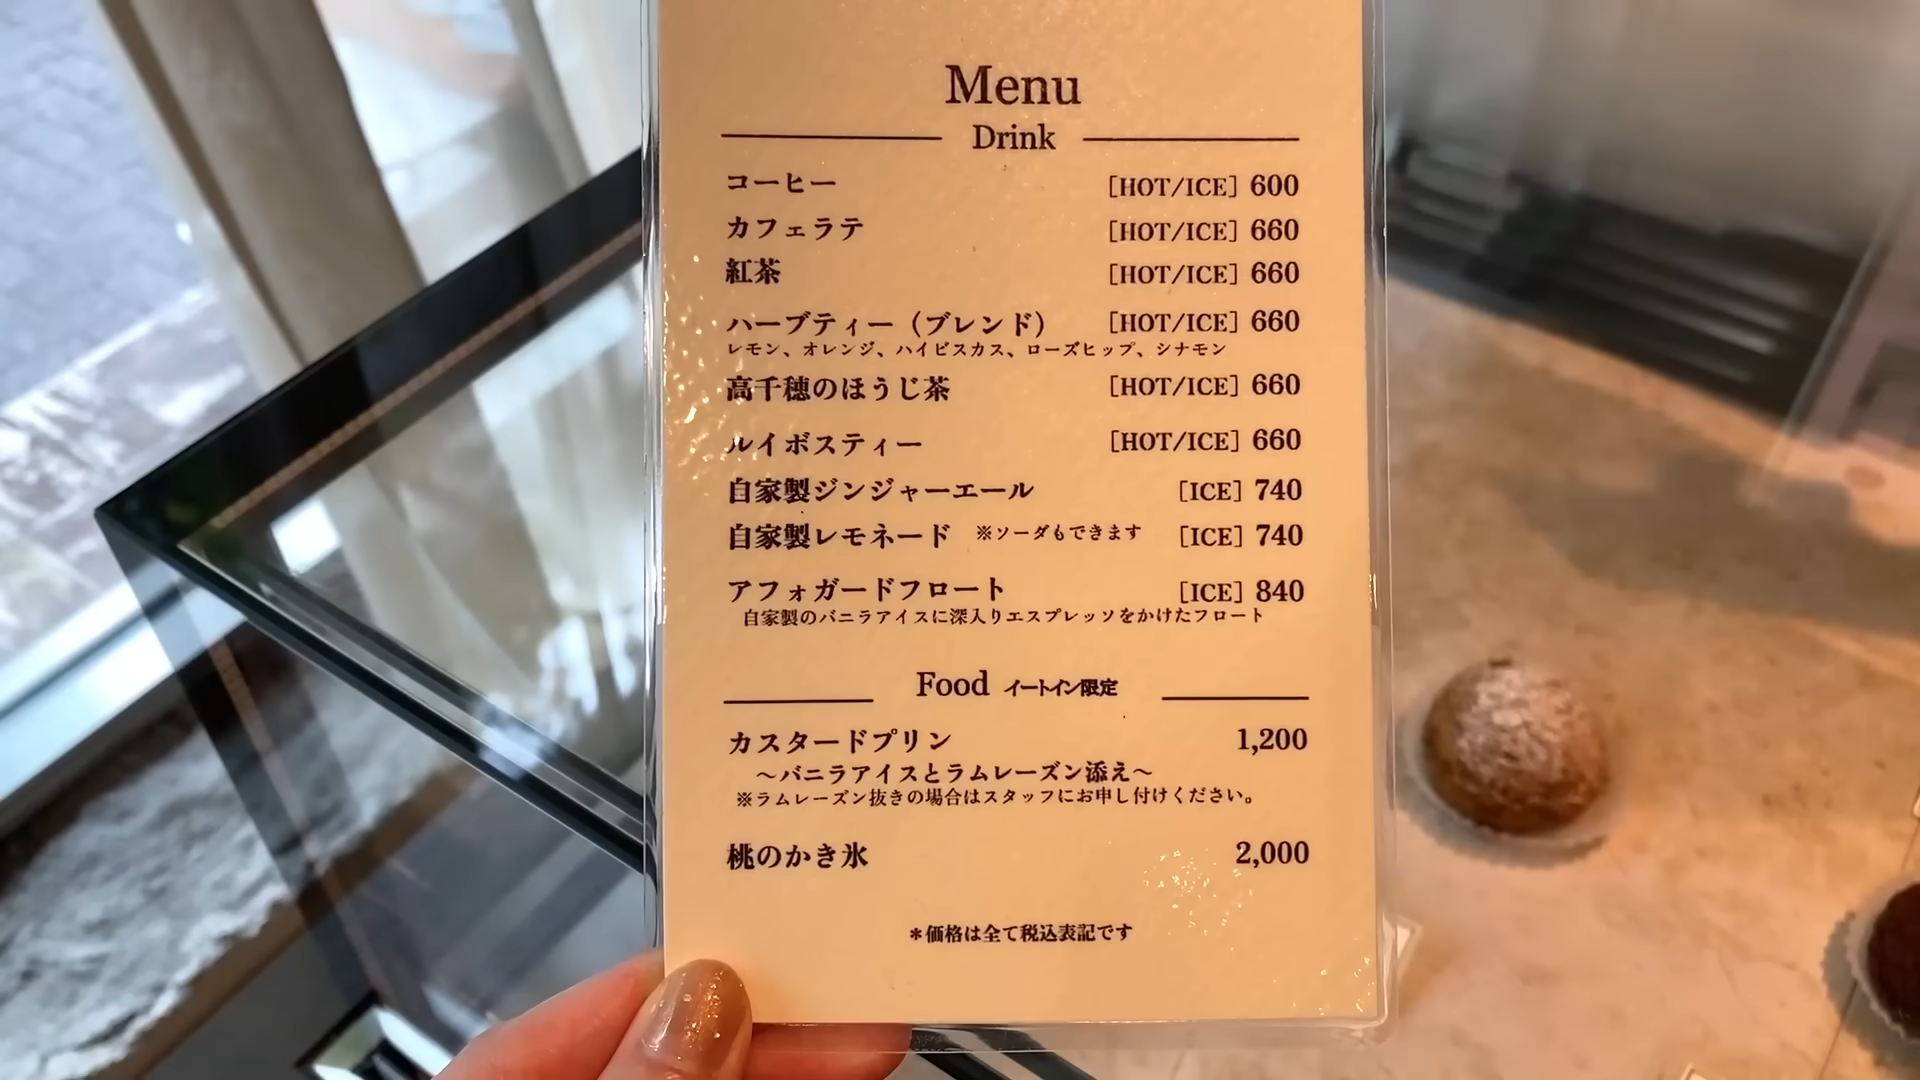 Menu
Drink
コーヒー [HOT/ICE] 600
カフェラテ [HOT/ICE] 660
紅茶 [HOT/ICE] 660
ハーブティー（ブレンド） [HOT/ICE] 660
レモン、オレンジ、ハイビスカス、ローズヒップ、シナモン
高千穂のほうじ茶 [HOT/ICE] 660
ルイボスティー [HOT/ICE] 660
自家製ジンジャーエール [ICE] 740
自家製レモネード ※ソーダもできます [ICE] 740
アフォガードフロート [ICE] 840
自家製のバニラアイスに深入りエスプレッソをかけたフロート
Food イートイン限定
カスタードプリン 1,200
〜バニラアイスとラムレーズン添え〜
※ラムレーズン抜きの場合はスタッフにお申し付けください。
桃のかき氷 2,000
＊価格は全て税込表記です